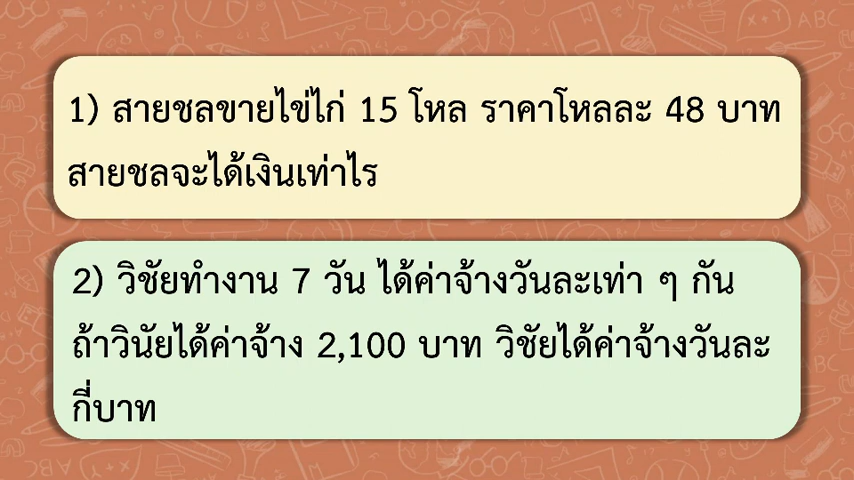 1) สายชลขายไข่ไก่ 15 โหล ราคาโหลละ 48 บาท
สายชลจะได้เงินเท่าไร
2) วิชัยทำงาน 7 วัน ได้ค่าจ้างวันละเท่า ๆ กัน
ถ้าวินัยได้ค่าจ้าง 2,100 บาท วิชัยได้ค่าจ้างวันละ
กี่บาท